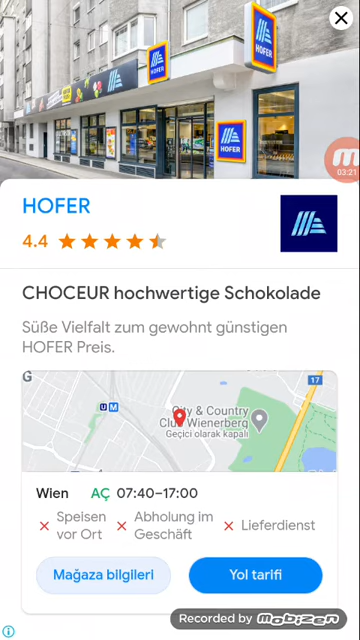 HOFER
HOFER
HOFER
03:21
HOFER
4.4
CHOCEUR hochwertige Schokolade
Süße Vielfalt zum gewohnt günstigen
HOFER Preis.
G
17
U M
City & Country
Club Wienerberg
Geçici olarak kapalı
Wien AÇ 07:40–17:00
Speisen
vor Ort
Abholung im
Geschäft
Lieferdienst
Mağaza bilgileri
Yol tarifi
Recorded by mobizen